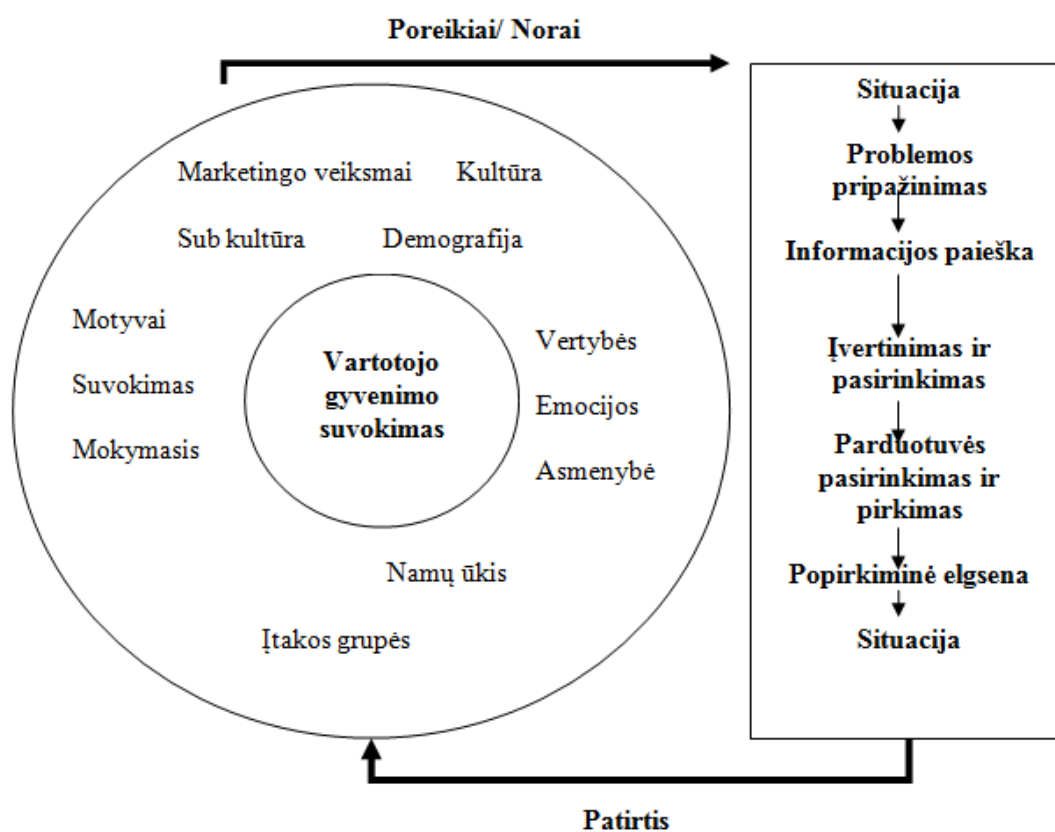 Poreikiai/ Norai
Marketingo veiksmai
Kultūra
Sub kultūra
Demografija
Motyvai
Suvokimas
Mokymasis
Vartotojo
gyvenimo
suvokimas
Vertybės
Emocijos
Asmenybė
Namų ūkis
Įtakos grupės
Situacija
Problemos
pripažinimas
Informacijos paieška
Įvertinimas ir
pasirinkimas
Parduotuvės
pasirinkimas ir
pirkimas
Popirkiminė elgsena
Situacija
Patirtis